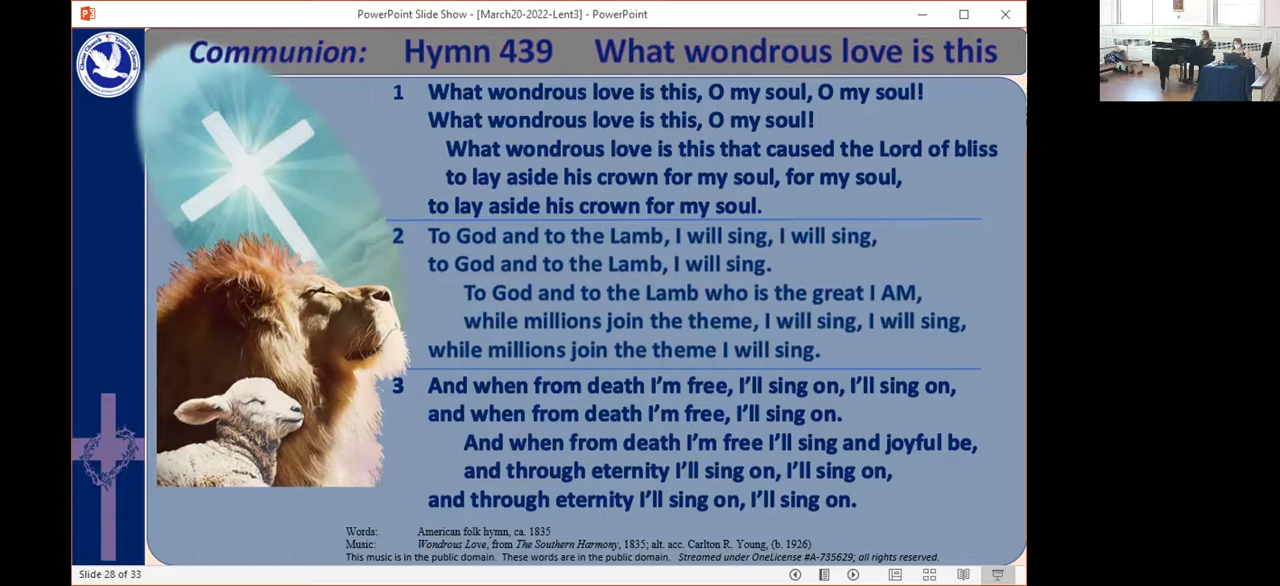 PowerPoint Slide Show - [March20-2022-Lent3] - PowerPoint
Communion: Hymn 439 What wondrous love is this
1 What wondrous love is this, O my soul, O my soul!
What wondrous love is this, O my soul!
What wondrous love is this that caused the Lord of bliss
to lay aside his crown for my soul, for my soul,
to lay aside his crown for my soul.
2 To God and to the Lamb, I will sing, I will sing,
to God and to the Lamb, I will sing.
To God and to the Lamb who is the great I AM,
while millions join the theme, I will sing, I will sing,
while millions join the theme I will sing.
3 And when from death I'm free, I'll sing on, I'll sing on,
and when from death I'm free, I'll sing on.
And when from death I'm free I'll sing and joyful be,
and through eternity I'll sing on, I'll sing on,
and through eternity I'll sing on, I'll sing on.
Words: American folk hymn, ca. 1835
Music: Wondrous Love, from The Southern Harmony, 1835; alt. acc. Carlton R. Young, (b. 1926)
This music is in the public domain. These words are in the public domain. Streamed under OneLicense #A-735629; all rights reserved.
Slide 28 of 33